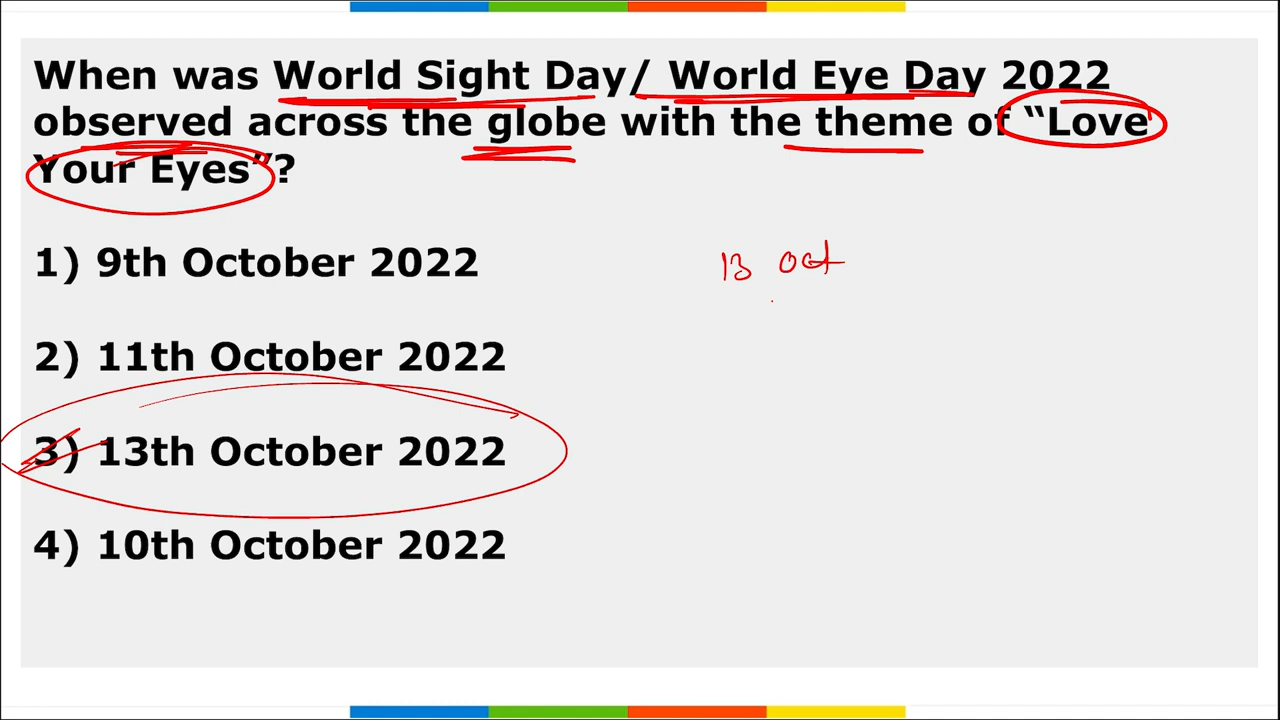 When was World Sight Day/ World Eye Day 2022
observed across the globe with the theme of “Love
Your Eyes”?
1) 9th October 2022
13 oct
2) 11th October 2022
3) 13th October 2022
4) 10th October 2022